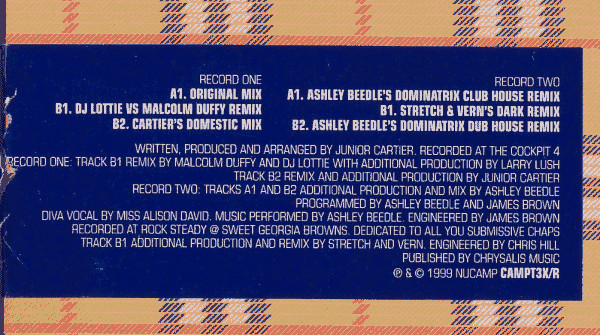 RECORD ONE
A1. ORIGINAL MIX
B1. DJ LOTTIE VS MALCOLM DUFFY REMIX
B2. CARTIER'S DOMESTIC MIX
RECORD TWO
A1. ASHLEY BEEDLE'S DOMINATRIX CLUB HOUSE REMIX
B1. STRETCH & VERN'S DARK REMIX
B2. ASHLEY BEEDLE'S DOMINATRIX DUB HOUSE REMIX
WRITTEN, PRODUCED AND ARRANGED BY JUNIOR CARTIER. RECORDED AT THE COCKPIT 4
RECORD ONE: TRACK B1 REMIX BY MALCOLM DUFFY AND DJ LOTTIE WITH ADDITIONAL PRODUCTION BY LARRY LUSH
TRACK B2 REMIX AND ADDITIONAL PRODUCTION BY JUNIOR CARTIER
RECORD TWO: TRACKS A1 AND B2 ADDITIONAL PRODUCTION AND MIX BY ASHLEY BEEDLE
PROGRAMMED BY ASHLEY BEEDLE AND JAMES BROWN
DIVA VOCAL BY MISS ALISON DAVID. MUSIC PERFORMED BY ASHLEY BEEDLE. ENGINEERED BY JAMES BROWN
RECORDED AT ROCK STEADY @ SWEET GEORGIA BROWNS. DEDICATED TO ALL YOU SUBMISSIVE CHAPS
TRACK B1 ADDITIONAL PRODUCTION AND REMIX BY STRETCH AND VERN. ENGINEERED BY CHRIS HILL
PUBLISHED BY CHRYSALIS MUSIC
℗ & © 1999 NUCAMP CAMPT3X/R